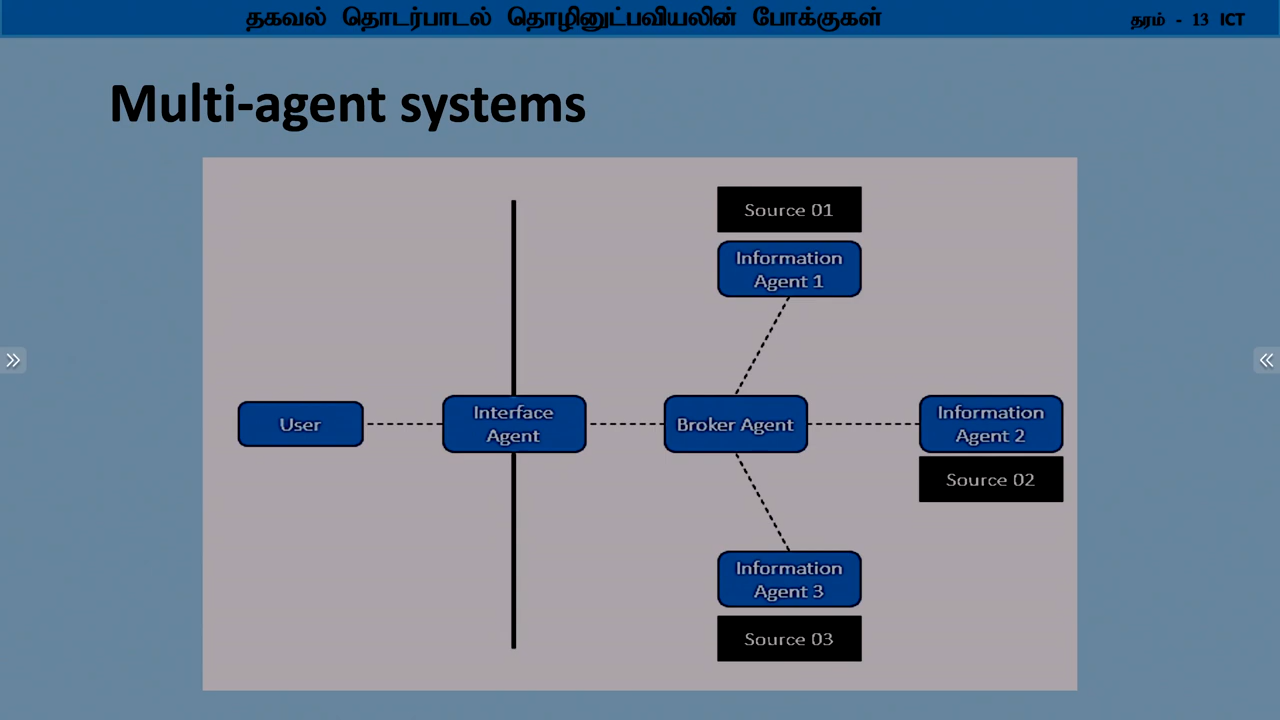 தகவல் தொடர்பாடல் தொழினுட்பவியலின் போக்குகள்
தரம் - 13 ICT
Multi-agent systems
Source 01
Information
Agent 1
User
Interface
Agent
Broker Agent
Information
Agent 2
Source 02
Information
Agent 3
Source 03